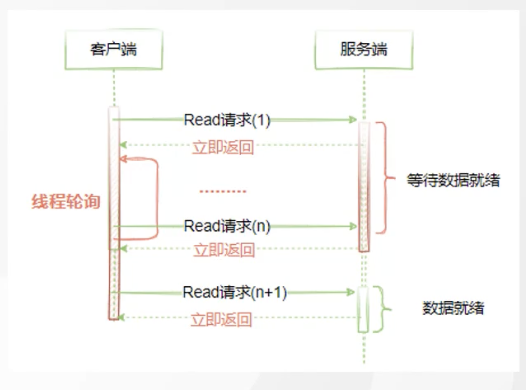 客户端
服务端
Read请求(1)
立即返回
等待数据就绪
线程轮询
Read请求(n)
立即返回
Read请求(n+1)
数据就绪
立即返回